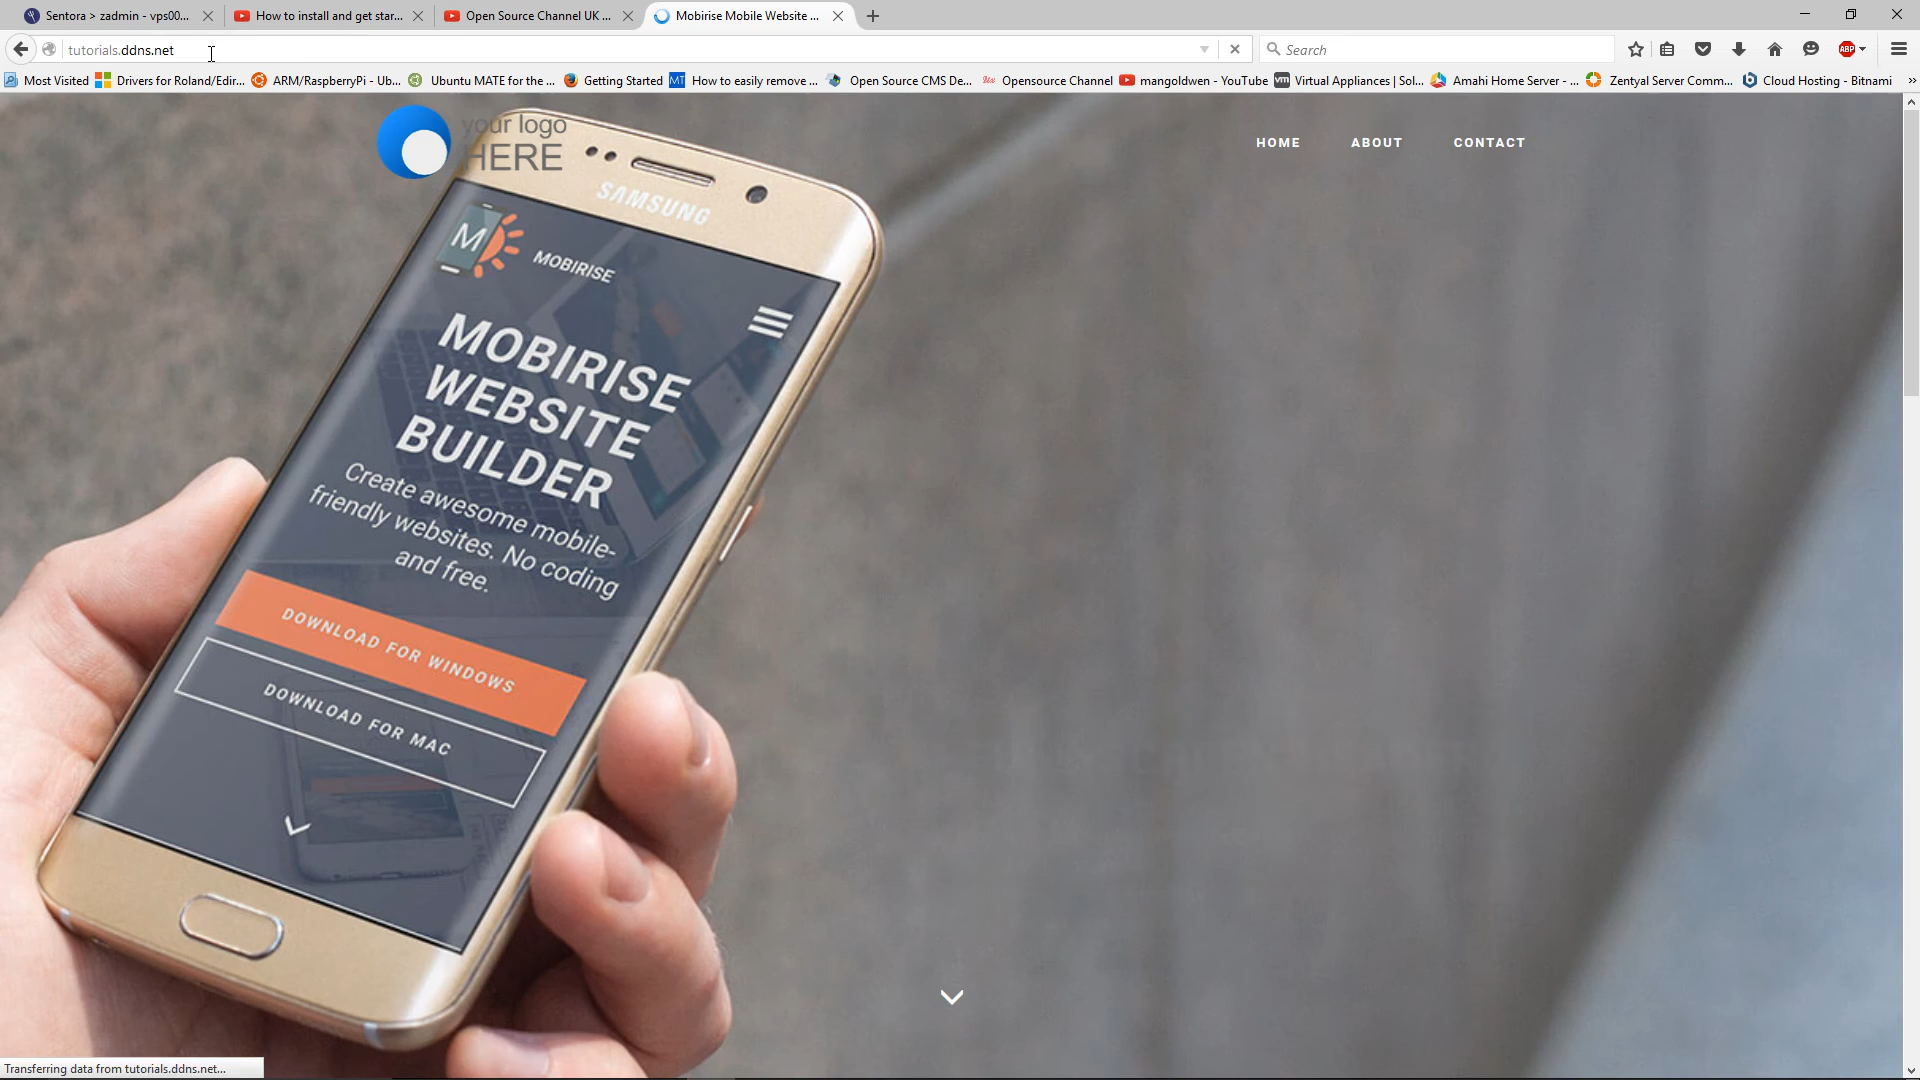 Sentora > zadmin - vps00...
How to install and get star...
Open Source Channel UK ...
Mobirise Mobile Website ...
tutorials.ddns.net
Search
Most Visited
Drivers for Roland/Edir...
ARM/RaspberryPi - Ub...
Ubuntu MATE for the ...
Getting Started
MT
How to easily remove ...
Open Source CMS De...
Opensource Channel
mangoldwen - YouTube
vm
Virtual Appliances | Sol...
Amahi Home Server - ...
Zentyal Server Comm...
Cloud Hosting - Bitnami
ABP
your logo
HERE
HOME
ABOUT
CONTACT
SAMSUNG
M
MOBIRISE
MOBIRISE
WEBSITE
BUILDER
Create awesome mobile-
friendly websites. No coding
and free.
DOWNLOAD FOR WINDOWS
DOWNLOAD FOR MAC
Transferring data from tutorials.ddns.net...